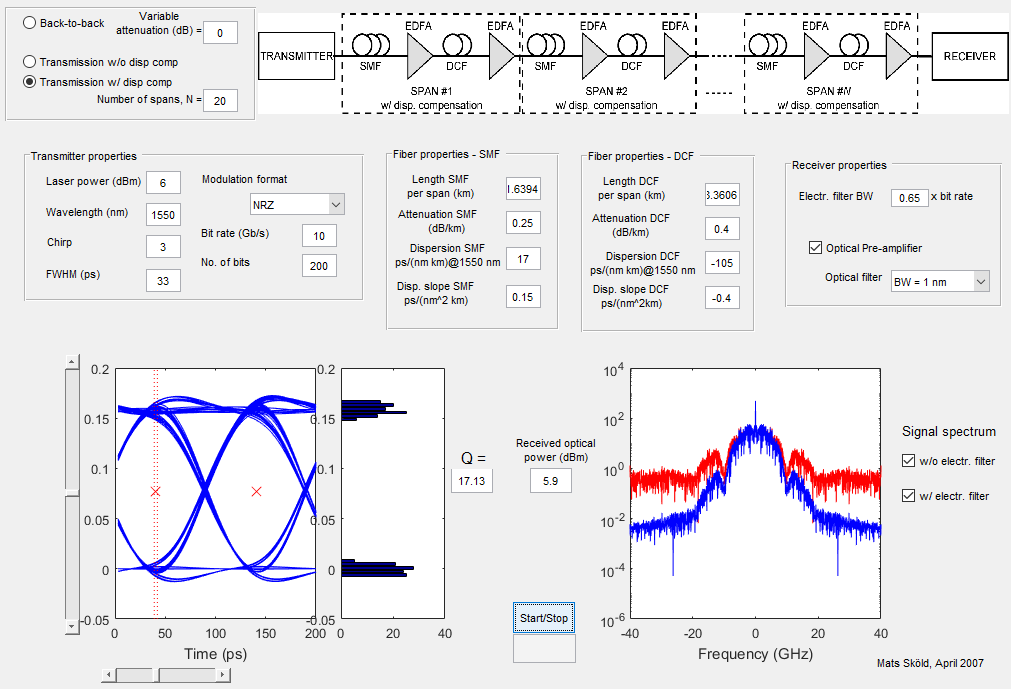 Back-to-back
Variable
attenuation (dB) =
0
Transmission w/o disp comp
Transmission w/ disp comp
Number of spans, N =
20
TRANSMITTER
EDFA
EDFA
EDFA
EDFA
EDFA
EDFA
SMF
DCF
SMF
DCF
SMF
DCF
RECEIVER
SPAN #1
w/ disp. compensation
SPAN #2
w/ disp. compensation
SPAN #N
w/ disp. compensation
Transmitter properties
Laser power (dBm)
6
Wavelength (nm)
1550
Chirp
3
FWHM (ps)
33
Modulation format
NRZ
Bit rate (Gb/s)
10
No. of bits
200
Fiber properties - SMF
Length SMF
per span (km)
1.6394
Attenuation SMF
(dB/km)
0.25
Dispersion SMF
ps/(nm km)@1550 nm
17
Disp. slope SMF
ps/(nm^2 km)
0.15
Fiber properties - DCF
Length DCF
per span (km)
3.3606
Attenuation DCF
(dB/km)
0.4
Dispersion DCF
ps/(nm km)@1550 nm
-105
Disp. slope DCF
ps/(nm^2km)
-0.4
Receiver properties
Electr. filter BW
0.65
x bit rate
Optical Pre-amplifier
Optical filter
BW = 1 nm
0.2
0.15
0.1
0.05
0
-0.05
0
50
100
150
200
Time (ps)
0.2
0.15
0.1
0.05
0
-0.05
0
20
40
Q =
17.13
Received optical
power (dBm)
5.9
Start/Stop
10^4
10^2
10^0
10^-2
10^-4
10^-6
-40
-20
0
20
40
Frequency (GHz)
Signal spectrum
w/o electr. filter
w/ electr. filter
Mats Sköld, April 2007